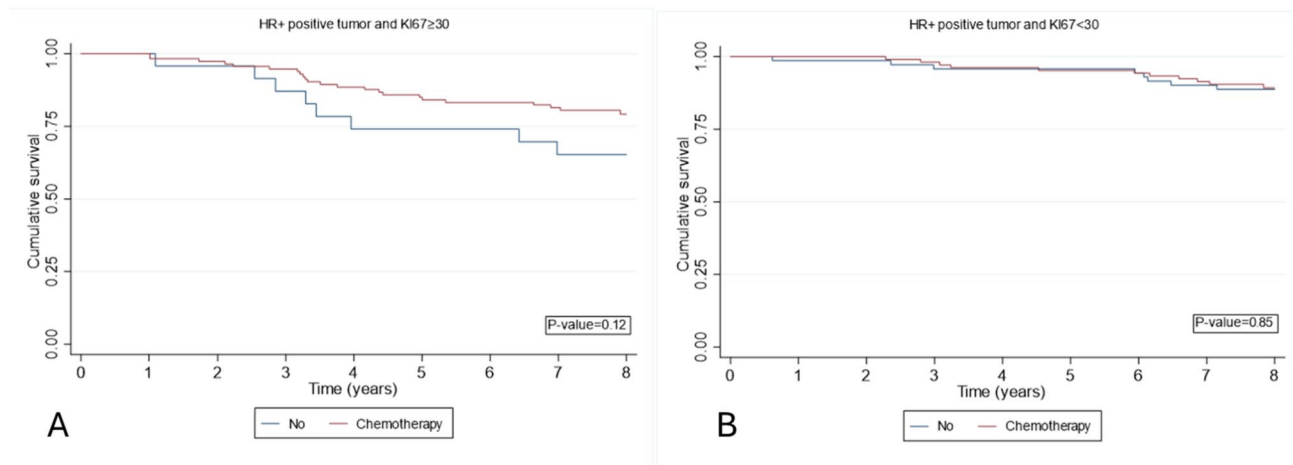 HR+ positive tumor and KI67≥30
Cumulative survival
1.00
0.75
0.50
0.25
0.00
P-value=0.12
0 1 2 3 4 5 6 7 8
Time (years)
No Chemotherapy
A
HR+ positive tumor and KI67<30
Cumulative survival
1.00
0.75
0.50
0.25
0.00
P-value=0.85
0 1 2 3 4 5 6 7 8
Time (years)
No Chemotherapy
B